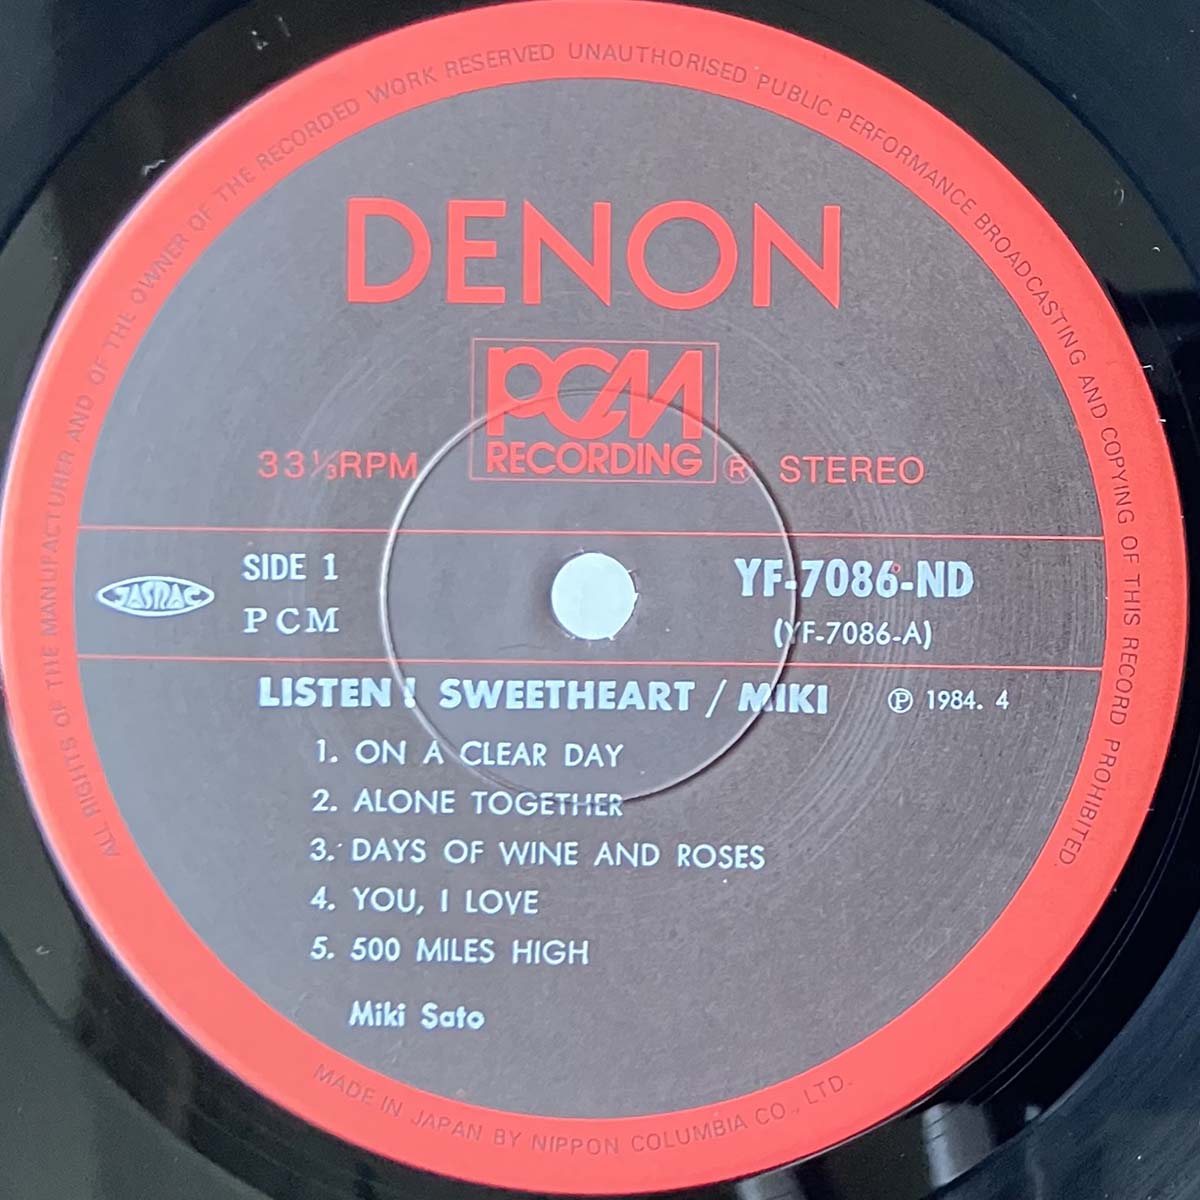 ALL RIGHTS OF THE MANUFACTURER AND OF THE OWNER OF THE RECORDED WORK RESERVED UNAUTHORISED PUBLIC PERFORMANCE BROADCASTING AND COPYING OF THIS RECORD PROHIBITED.
DENON
PCM
RECORDING
33⅓RPM ® STEREO
JASRAC
SIDE 1
PCM
YF-7086-ND
(YF-7086-A)
LISTEN! SWEETHEART / MIKI ℗ 1984. 4
1. ON A CLEAR DAY
2. ALONE TOGETHER
3. DAYS OF WINE AND ROSES
4. YOU, I LOVE
5. 500 MILES HIGH
Miki Sato
MADE IN JAPAN BY NIPPON COLUMBIA CO., LTD.